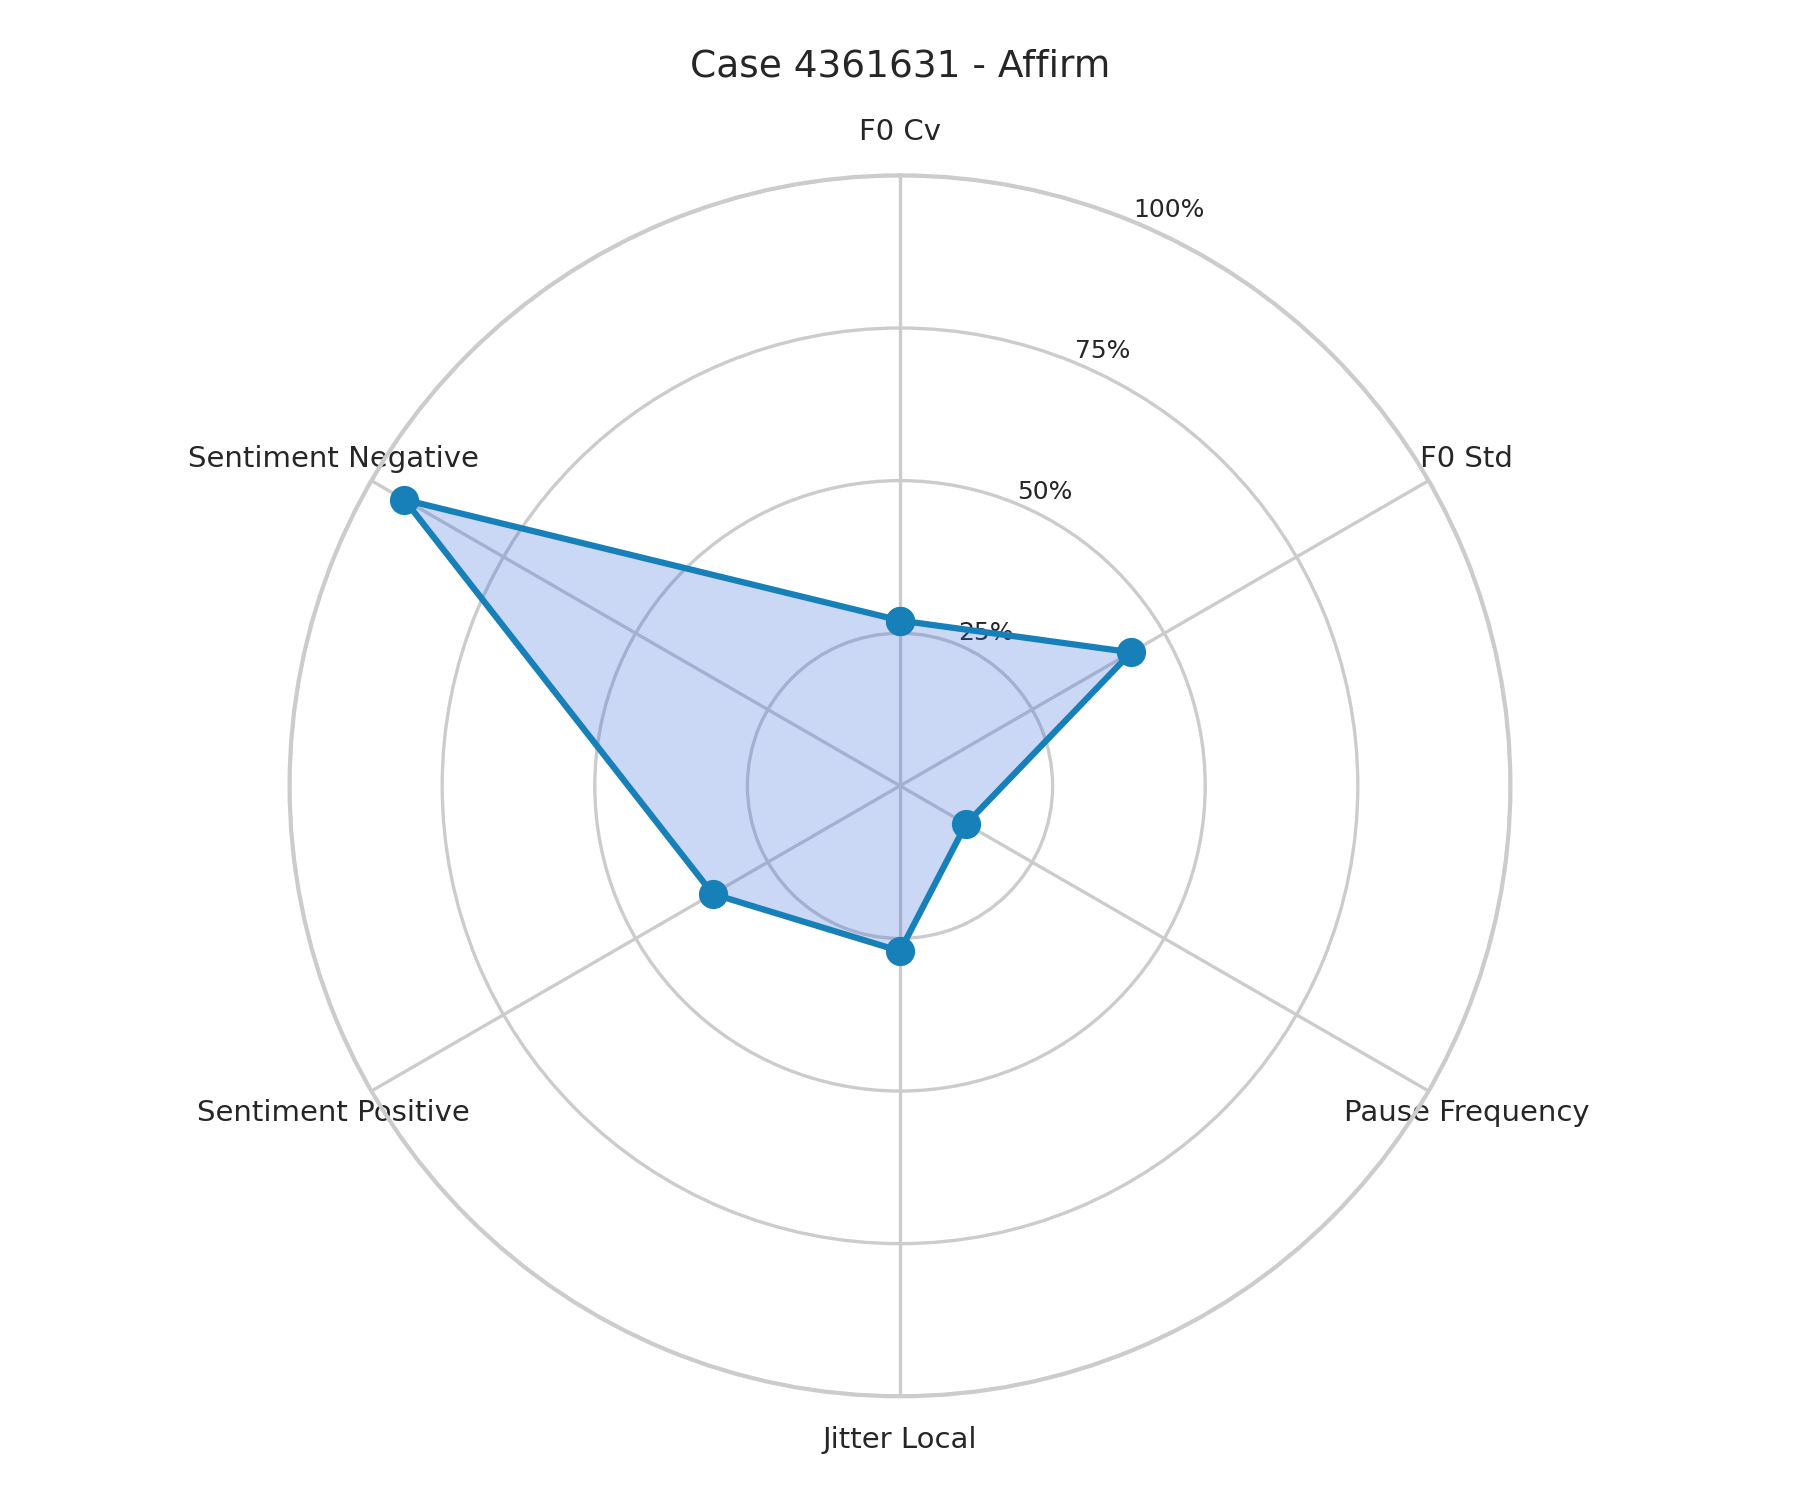 Case 4361631 - Affirm
F0 Cv
100%
75%
Sentiment Negative
F0 Std
50%
25%
Sentiment Positive
Pause Frequency
Jitter Local